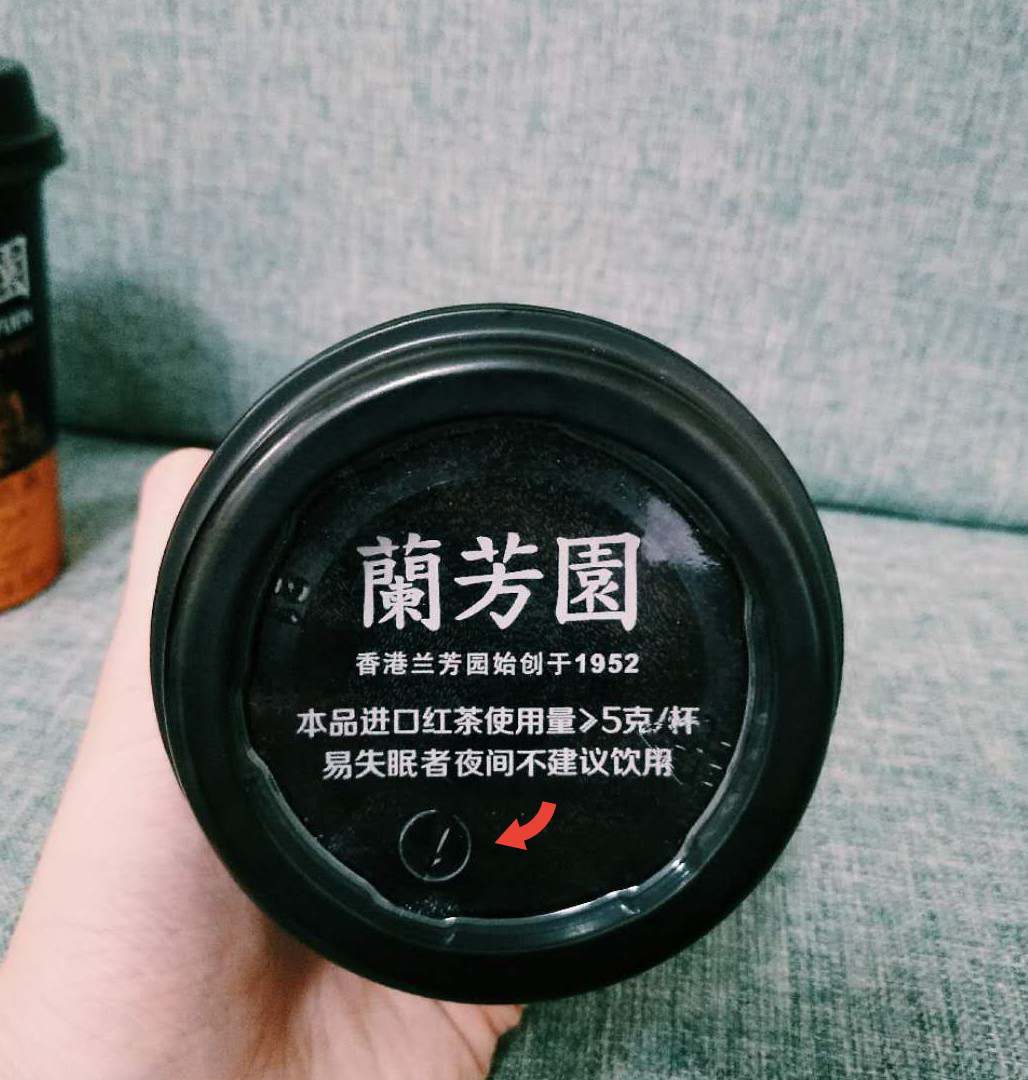 蘭芳園
香港兰芳园始创于1952
本品进口红茶使用量≥5克/杯
易失眠者夜间不建议饮用
園